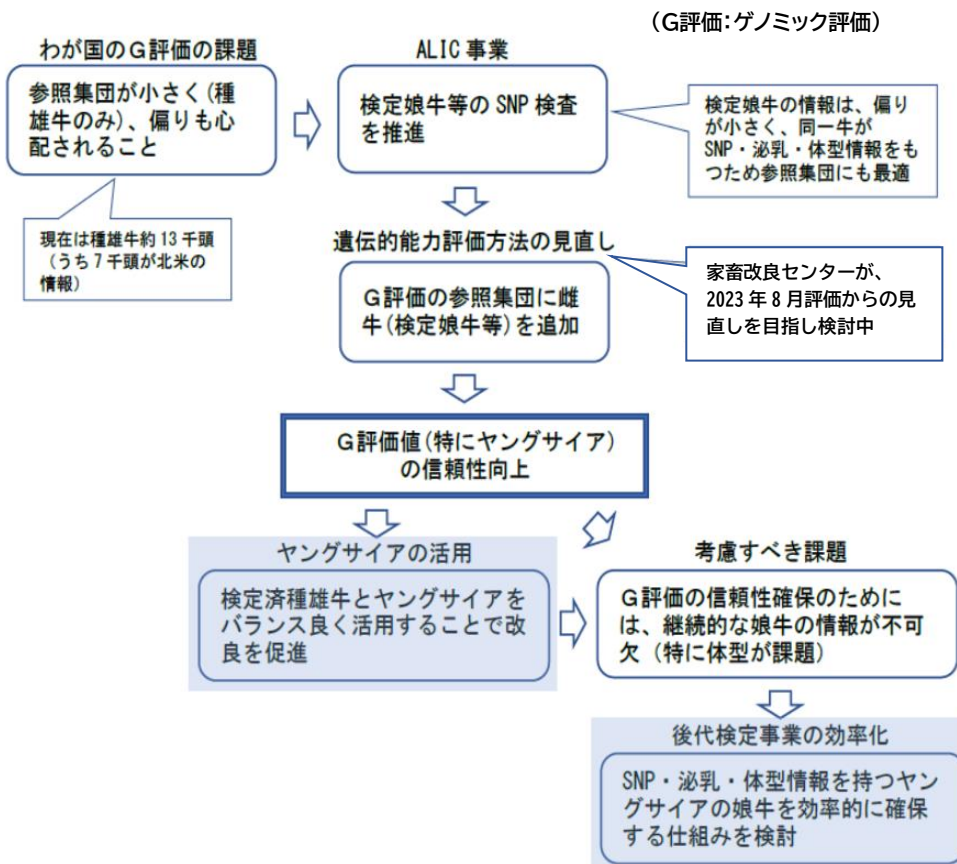 (G評価:ゲノミック評価)
わが国のG評価の課題
参照集団が小さく(種
雄牛のみ)、偏りも心
配されること
現在は種雄牛約13千頭
(うち7千頭が北米の
情報)
ALIC事業
検定娘牛等のSNP検査
を推進
検定娘牛の情報は、偏り
が小さく、同一牛が
SNP・泌乳・体型情報をも
つため参照集団にも最適
遺伝的能力評価方法の見直し
G評価の参照集団に雌
牛(検定娘牛等)を追加
家畜改良センターが、
2023年8月評価からの見
直しを目指し検討中
G評価値(特にヤングサイア)
の信頼性向上
ヤングサイアの活用
検定済種雄牛とヤングサイアを
バランス良く活用することで改
良を促進
考慮すべき課題
G評価の信頼性確保のために
は、継続的な娘牛の情報が不可
欠(特に体型が課題)
後代検定事業の効率化
SNP・泌乳・体型情報を持つヤン
グサイアの娘牛を効率的に確保
する仕組みを検討